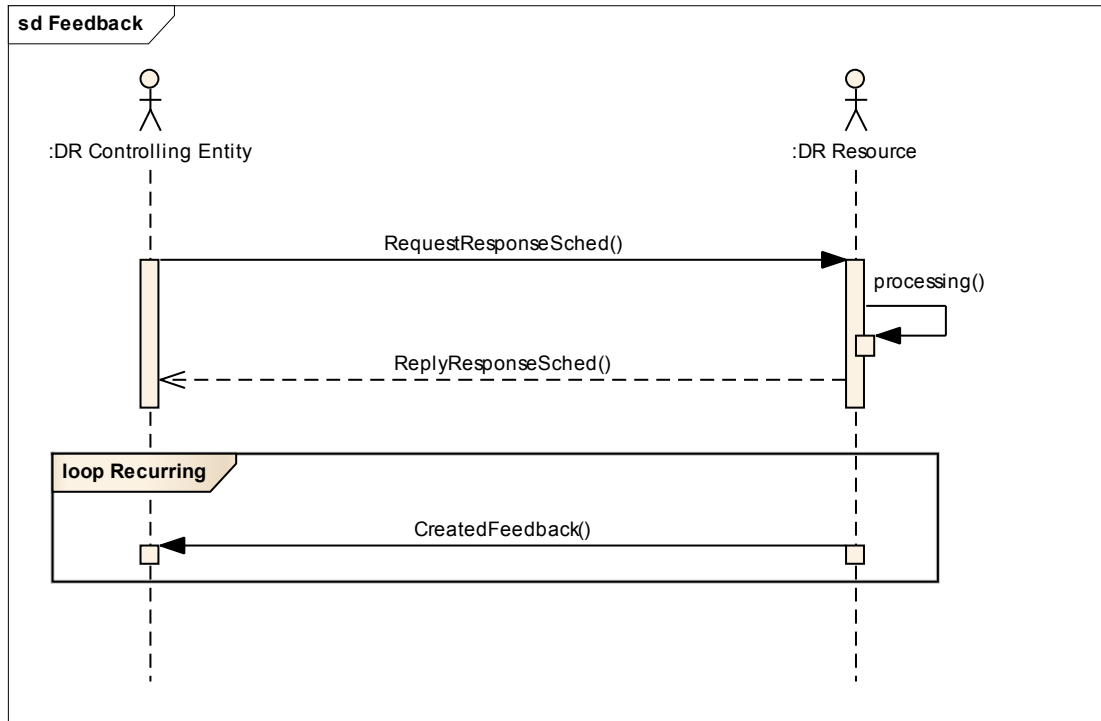 sd Feedback
:DR Controlling Entity
:DR Resource
RequestResponseSched()
processing()
ReplyResponseSched()
loop Recurring
CreatedFeedback()